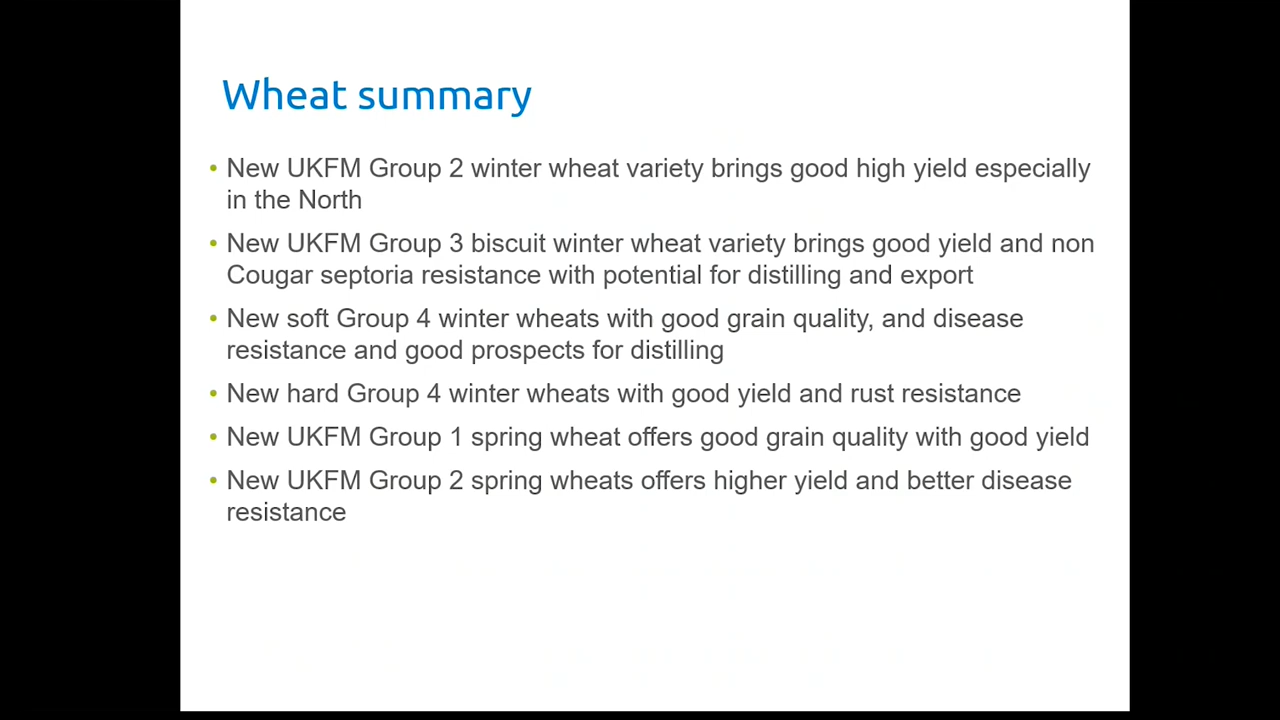 Wheat summary
• New UKFM Group 2 winter wheat variety brings good high yield especially
in the North
• New UKFM Group 3 biscuit winter wheat variety brings good yield and non
Cougar septoria resistance with potential for distilling and export
• New soft Group 4 winter wheats with good grain quality, and disease
resistance and good prospects for distilling
• New hard Group 4 winter wheats with good yield and rust resistance
• New UKFM Group 1 spring wheat offers good grain quality with good yield
• New UKFM Group 2 spring wheats offers higher yield and better disease
resistance